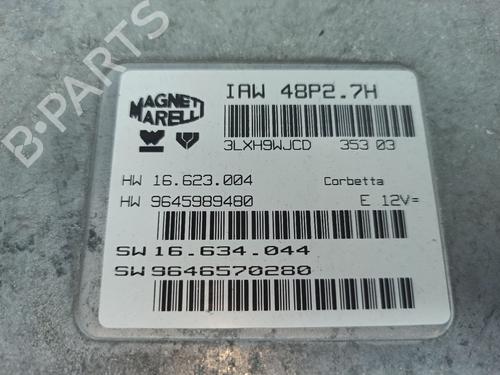 IAW 48P2.7H
MAGNETI
MARELLI
3LXH9WJCD 353 03
HW 16.623.004 Corbetta
HW 9645989480 E 12V=
SW 16.634.044
SW 9646570280
B-PARTS